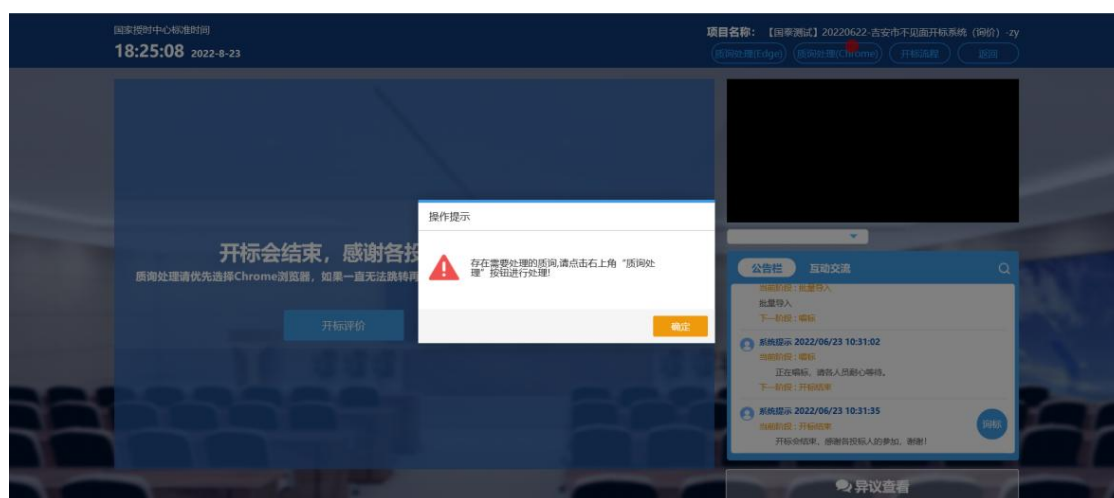 国家授时中心标准时间
18:25:08 2022-8-23
项目名称： 【国泰测试】20220622-吉安市不见面开标系统（询价）-zy
质询处理(Edge) 质询处理(Chrome) 开标流程 返回
操作提示
存在需要处理的质询,请点击右上角“质询处
理”按钮进行处理!
确定
开标会结束，感谢各投
质询处理请优先选择Chrome浏览器，如果一直无法跳转再
开标评价
公告栏 互动交流
当前阶段：批量导入
批量导入
下一阶段：唱标
系统提示 2022/06/23 10:31:02
当前阶段：唱标
正在唱标，请各人员耐心等待。
下一阶段：开标结束
系统提示 2022/06/23 10:31:35
当前阶段：开标结束
开标会结束，感谢各投标人的参加，谢谢！
询标
异议查看